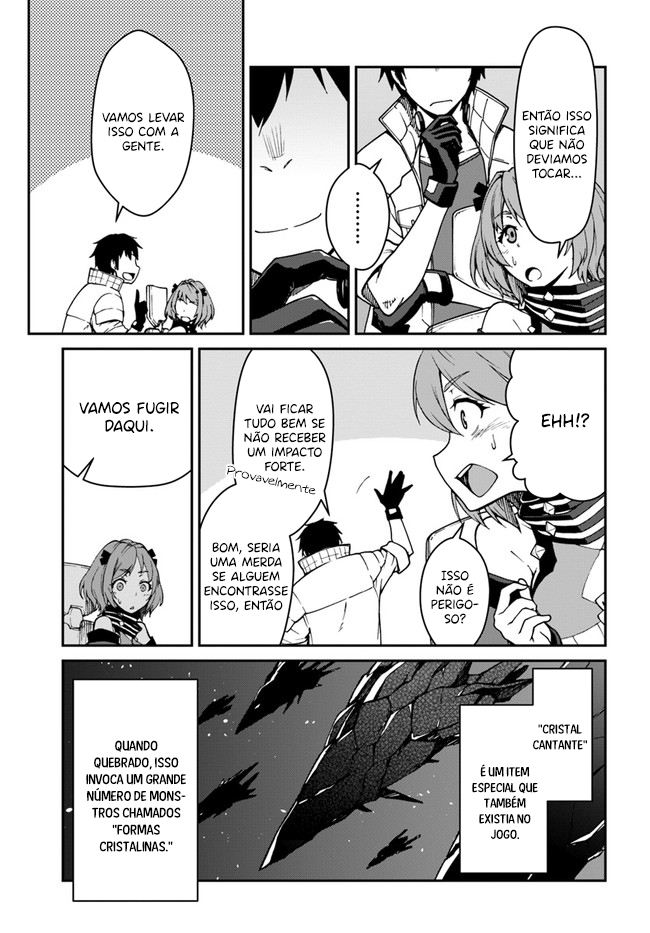 ENTÃO ISSO
SIGNIFICA
QUE NÃO
DEVIAMOS
TOCAR...
..........
VAMOS LEVAR
ISSO COM A
GENTE.
EHH!?
ISSO
NÃO É
PERIGO-
SO?
VAI FICAR
TUDO BEM SE
NÃO RECEBER
UM IMPACTO
FORTE.
Provavelmente
BOM, SERIA
UMA MERDA
SE ALGUEM
ENCONTRASSE
ISSO, ENTÃO
VAMOS FUGIR
DAQUI.
"CRISTAL
CANTANTE"
É UM ITEM
ESPECIAL QUE
TAMBÉM
EXISTIA NO
JOGO.
QUANDO
QUEBRADO, ISSO
INVOCA UM GRANDE
NÚMERO DE MONS-
TROS CHAMADOS
"FORMAS
CRISTALINAS."